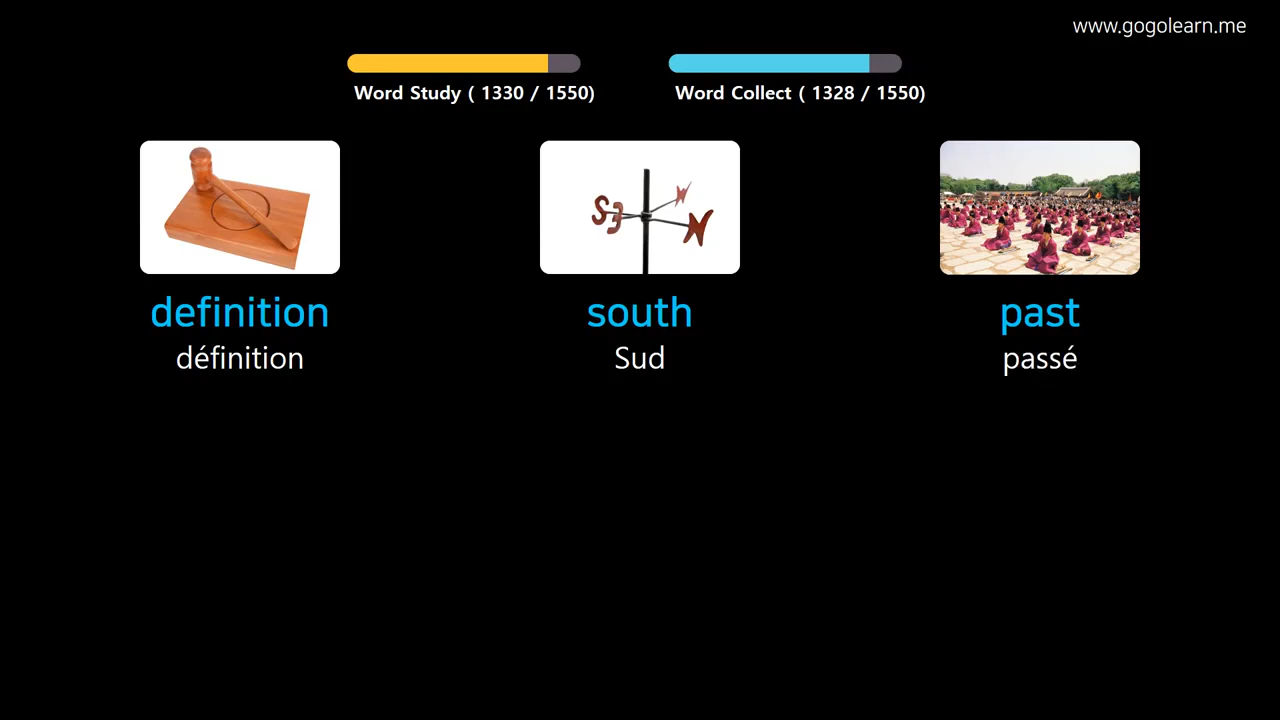 www.gogolearn.me
Word Study ( 1330 / 1550)
Word Collect ( 1328 / 1550)
definition
définition
south
Sud
past
passé